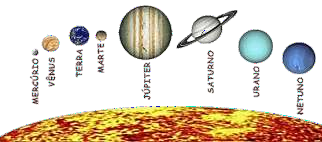 MERCÚRIO
VÊNUS
TERRA
MARTE
JÚPITER
SATURNO
URANO
NETUNO